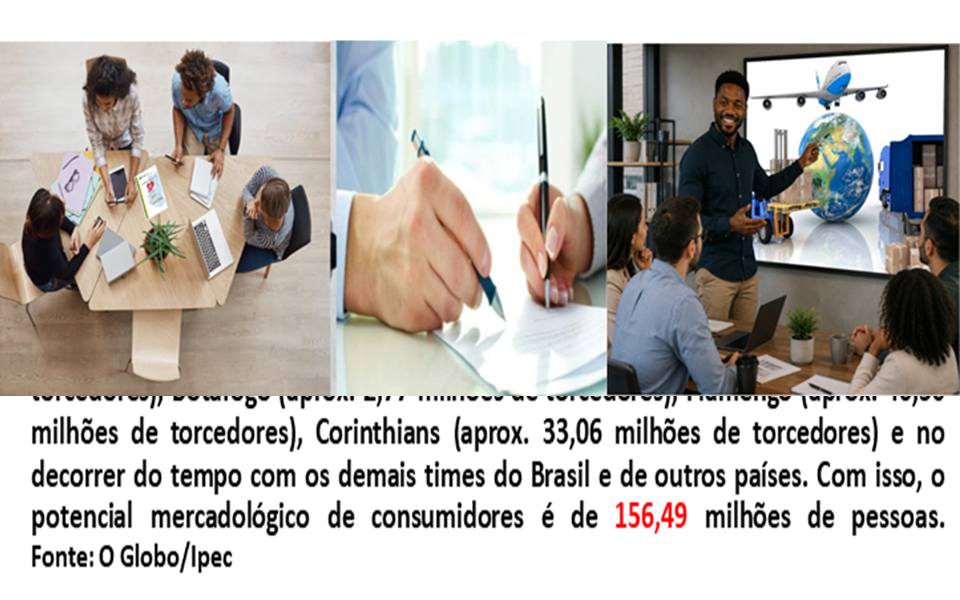 milhões de torcedores), Corinthians (aprox. 33,06 milhões de torcedores) e no
decorrer do tempo com os demais times do Brasil e de outros países. Com isso, o
potencial mercadológico de consumidores é de 156,49 milhões de pessoas.
Fonte: O Globo/Ipec